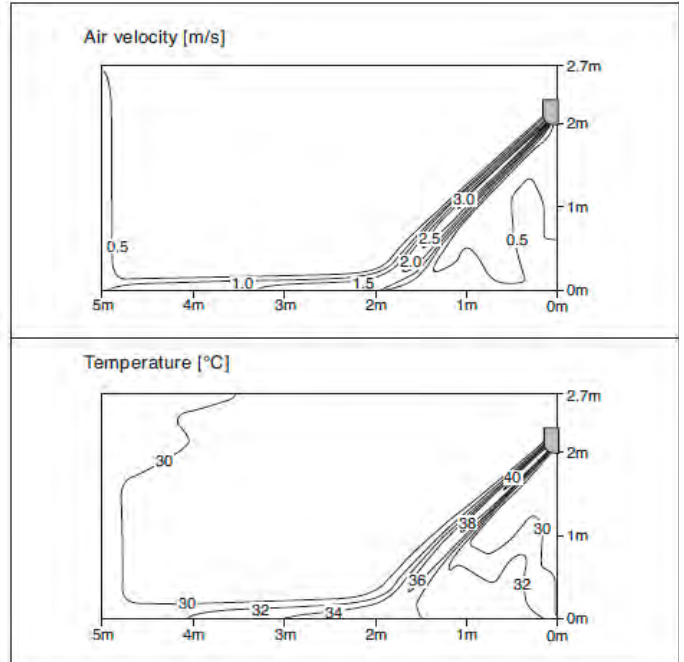 Air velocity [m/s]
2.7m
2m
3.0
1m
2.5
0.5
0.5
2.0
1.0
1.5
0m
5m 4m 3m 2m 1m 0m
Temperature [°C]
2.7m
30
2m
40
38
30
1m
36
32
30
32
34
0m
5m 4m 3m 2m 1m 0m